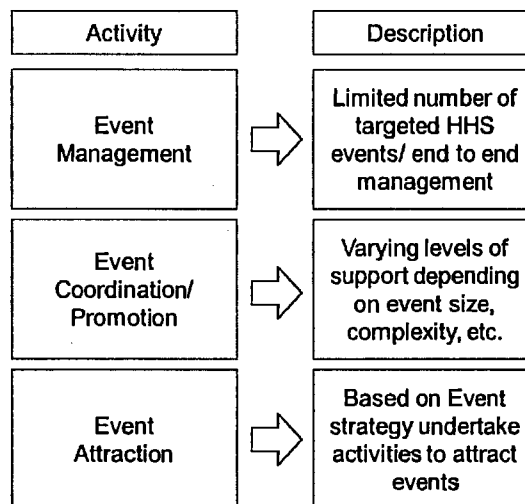 Activity
Description
Event
Management
Limited number of
targeted HHS
events/ end to end
management
Event
Coordination/
Promotion
Varying levels of
support depending
on event size,
complexity, etc.
Event
Attraction
Based on Event
strategy undertake
activities to attract
events